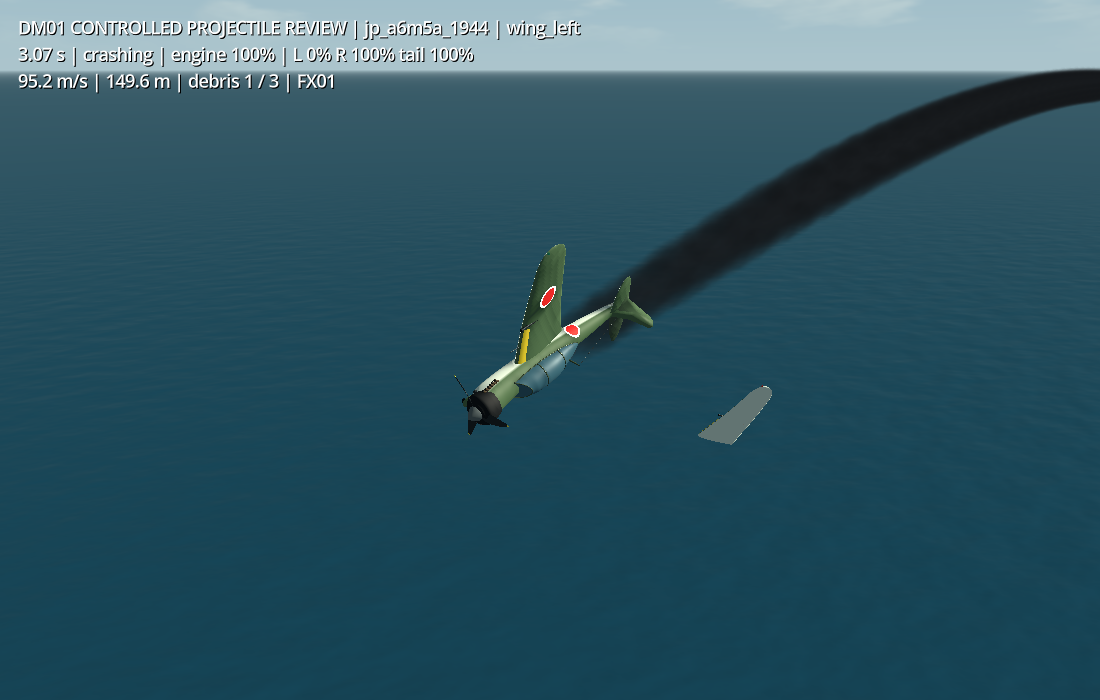 DM01 CONTROLLED PROJECTILE REVIEW | jp_a6m5a_1944 | wing_left
3.07 s | crashing | engine 100% | L 0% R 100% tail 100%
95.2 m/s | 149.6 m | debris 1 / 3 | FX01